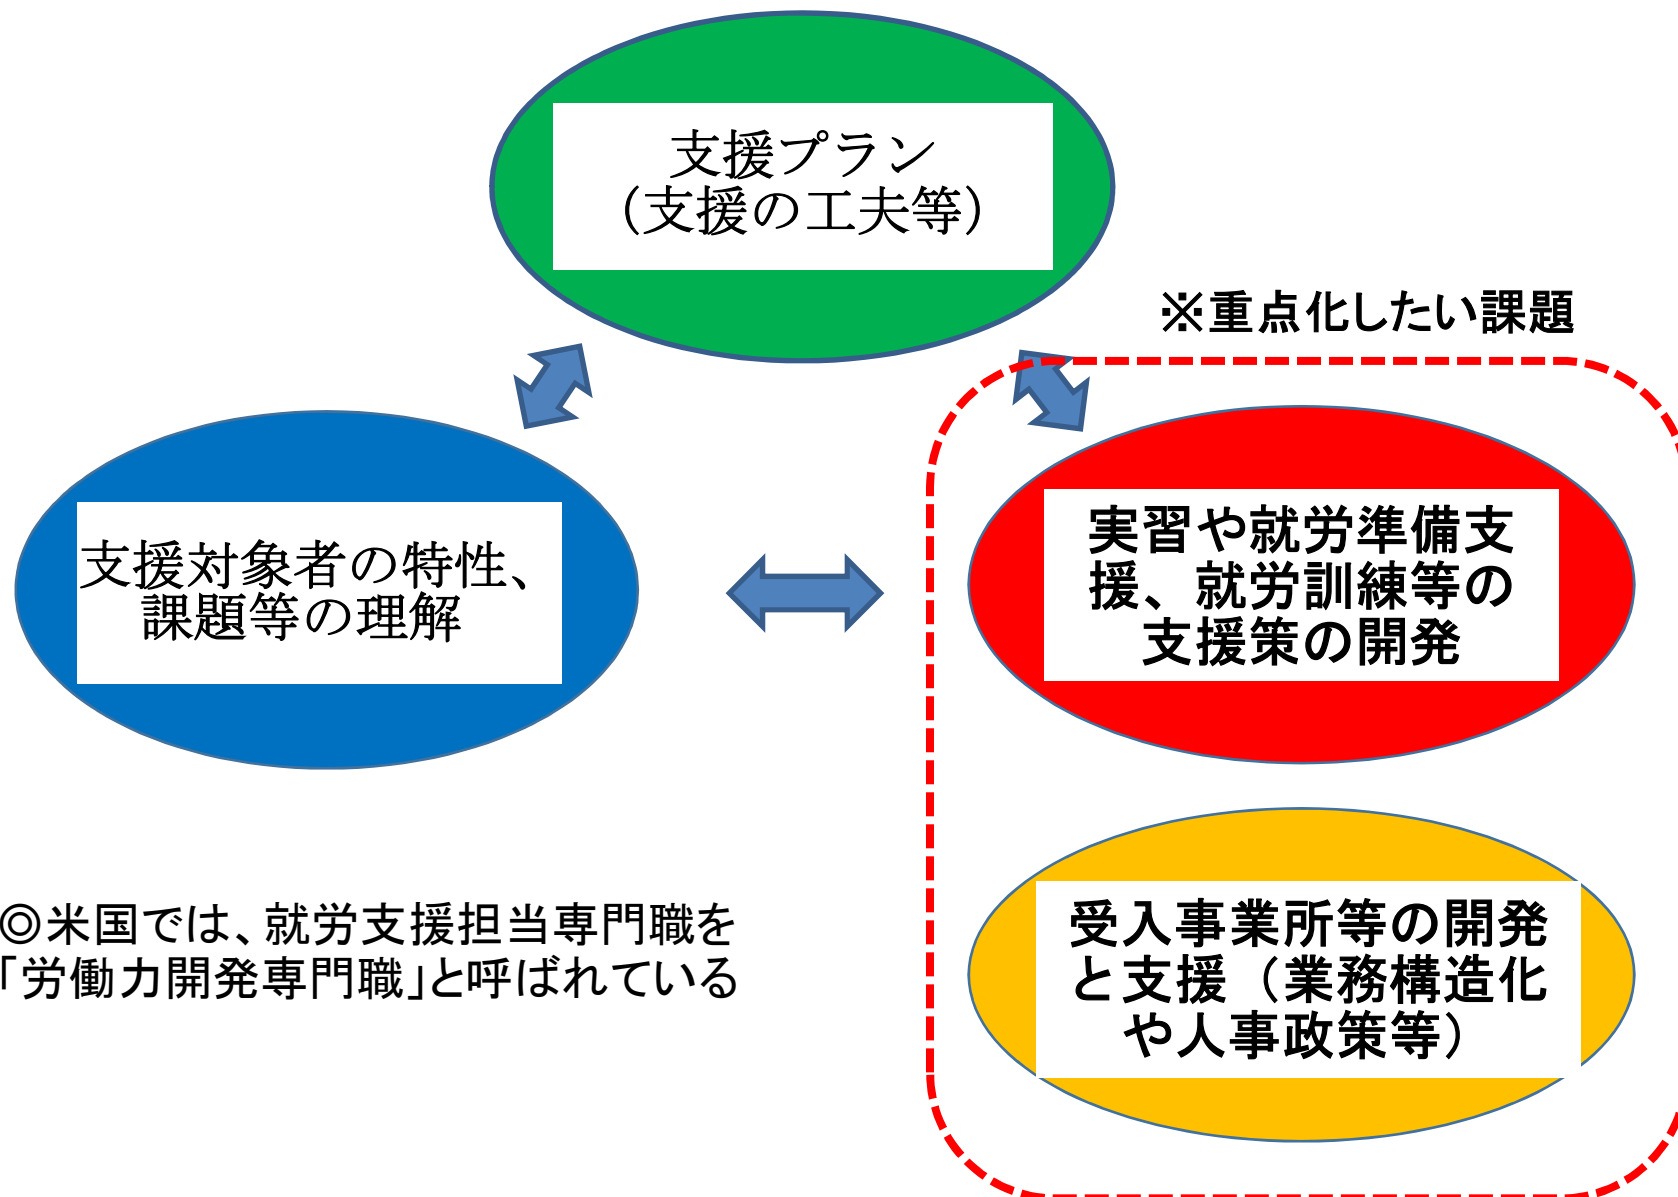 支援プラン
（支援の工夫等）
※重点化したい課題
支援対象者の特性、
課題等の理解
実習や就労準備支
援、就労訓練等の
支援策の開発
受入事業所等の開発
と支援（業務構造化
や人事政策等）
◎米国では、就労支援担当専門職を
「労働力開発専門職」と呼ばれている